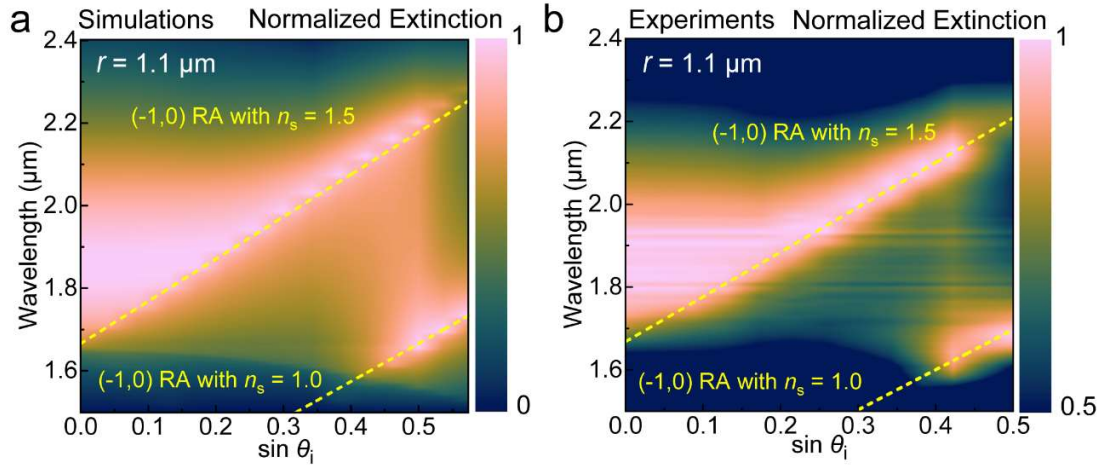 a Simulations Normalized Extinction
r = 1.1 μm
(-1,0) RA with nₛ = 1.5
(-1,0) RA with nₛ = 1.0
Wavelength (μm)
2.4
2.2
2.0
1.8
1.6
0.0 0.1 0.2 0.3 0.4 0.5
sin θᵢ
1
0
b Experiments Normalized Extinction
r = 1.1 μm
(-1,0) RA with nₛ = 1.5
(-1,0) RA with nₛ = 1.0
Wavelength (μm)
2.4
2.2
2.0
1.8
1.6
0.0 0.1 0.2 0.3 0.4 0.5
sin θᵢ
1
0.5